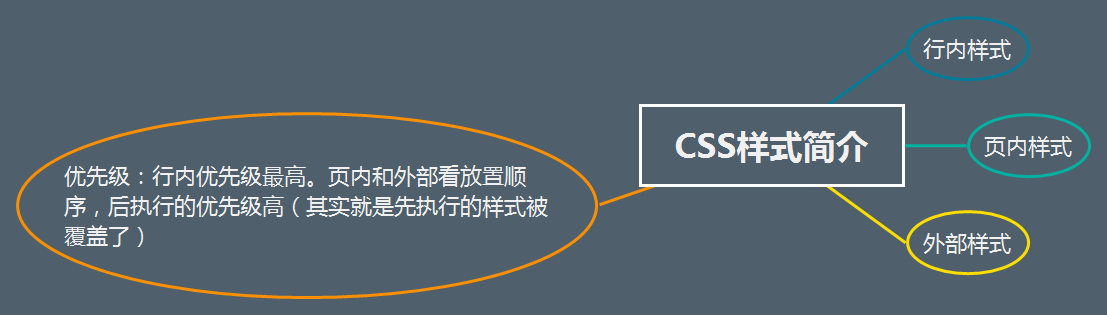 行内样式
CSS样式简介
页内样式
优先级：行内优先级最高。页内和外部看放置顺
序，后执行的优先级高（其实就是先执行的样式被
覆盖了）
外部样式